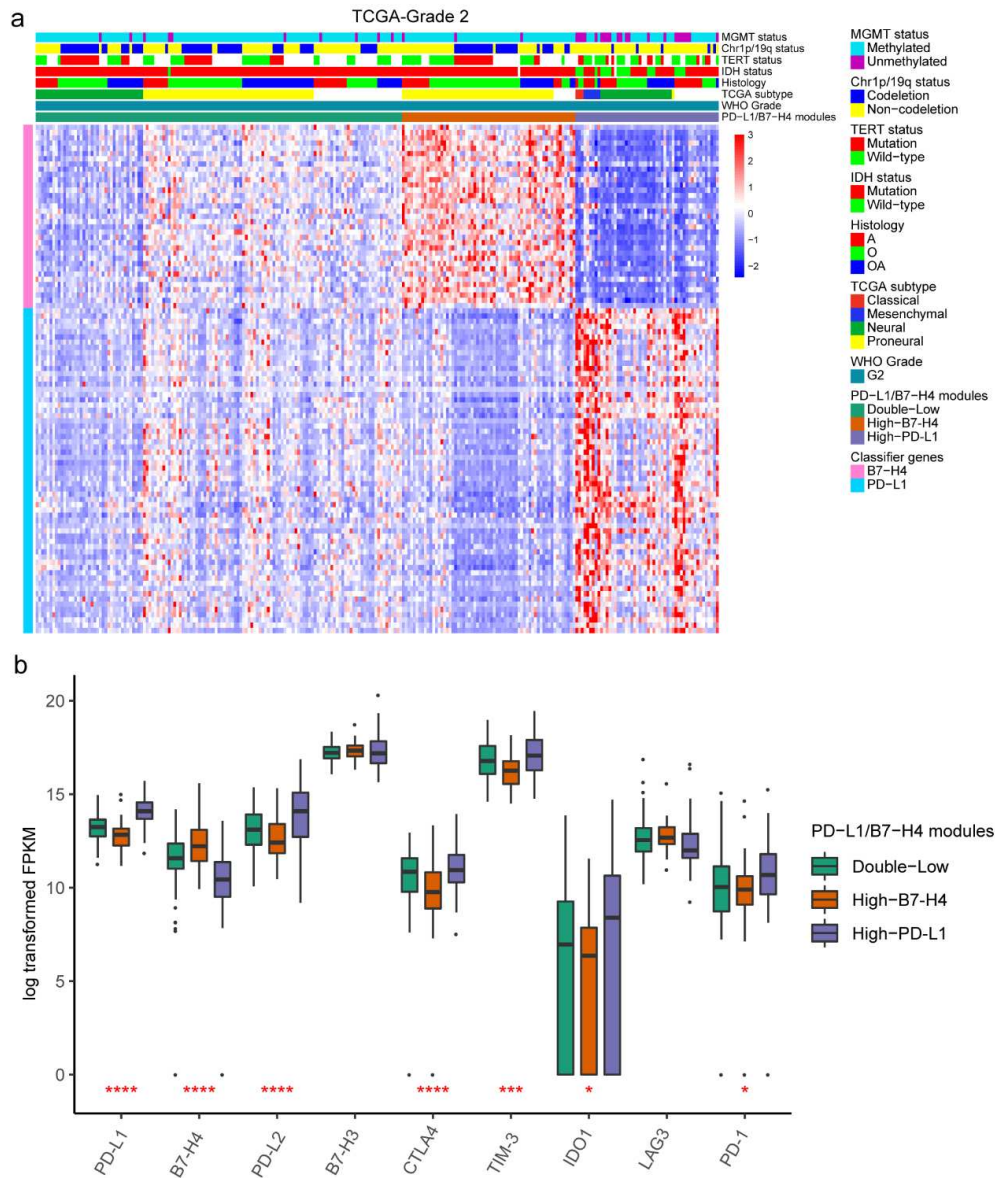 a
TCGA-Grade 2
MGMT status
Chr1p/19q status
TERT status
IDH status
Histology
TCGA subtype
WHO Grade
PD−L1/B7−H4 modules
3
2
1
0
−1
−2
MGMT status
Methylated
Unmethylated
Chr1p/19q status
Codeletion
Non−codeletion
TERT status
Mutation
Wild−type
IDH status
Mutation
Wild−type
Histology
A
O
OA
TCGA subtype
Classical
Mesenchymal
Neural
Proneural
WHO Grade
G2
PD−L1/B7−H4 modules
Double−Low
High−B7-H4
High−PD-L1
Classifier genes
B7−H4
PD−L1
b
log transformed FPKM
20
15
10
5
0
**** **** **** **** *** * *
PD-L1 B7-H4 PD-L2 B7-H3 CTLA4 TIM-3 IDO1 LAG3 PD-1
PD−L1/B7−H4 modules
Double−Low
High−B7-H4
High−PD-L1